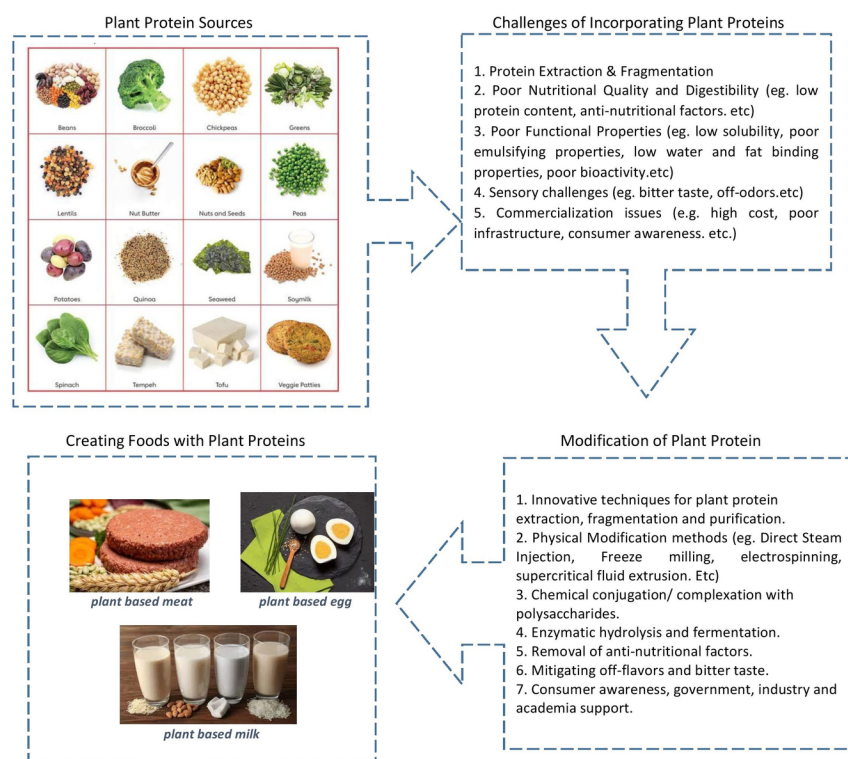 Plant Protein Sources
Beans
Broccoli
Chickpeas
Greens
Lentils
Nut Butter
Nuts and Seeds
Peas
Potatoes
Quinoa
Seaweed
Soymilk
Spinach
Tempeh
Tofu
Veggie Patties
Challenges of Incorporating Plant Proteins
1. Protein Extraction & Fragmentation
2. Poor Nutritional Quality and Digestibility (eg. low
protein content, anti-nutritional factors. etc)
3. Poor Functional Properties (eg. low solubility, poor
emulsifying properties, low water and fat binding
properties, poor bioactivity.etc)
4. Sensory challenges (eg. bitter taste, off-odors.etc)
5. Commercialization issues (e.g. high cost, poor
infrastructure, consumer awareness. etc.)
Modification of Plant Protein
1. Innovative techniques for plant protein
extraction, fragmentation and purification.
2. Physical Modification methods (eg. Direct Steam
Injection, Freeze milling, electrospinning,
supercritical fluid extrusion. Etc)
3. Chemical conjugation/ complexation with
polysaccharides.
4. Enzymatic hydrolysis and fermentation.
5. Removal of anti-nutritional factors.
6. Mitigating off-flavors and bitter taste.
7. Consumer awareness, government, industry and
academia support.
Creating Foods with Plant Proteins
plant based meat
plant based egg
plant based milk